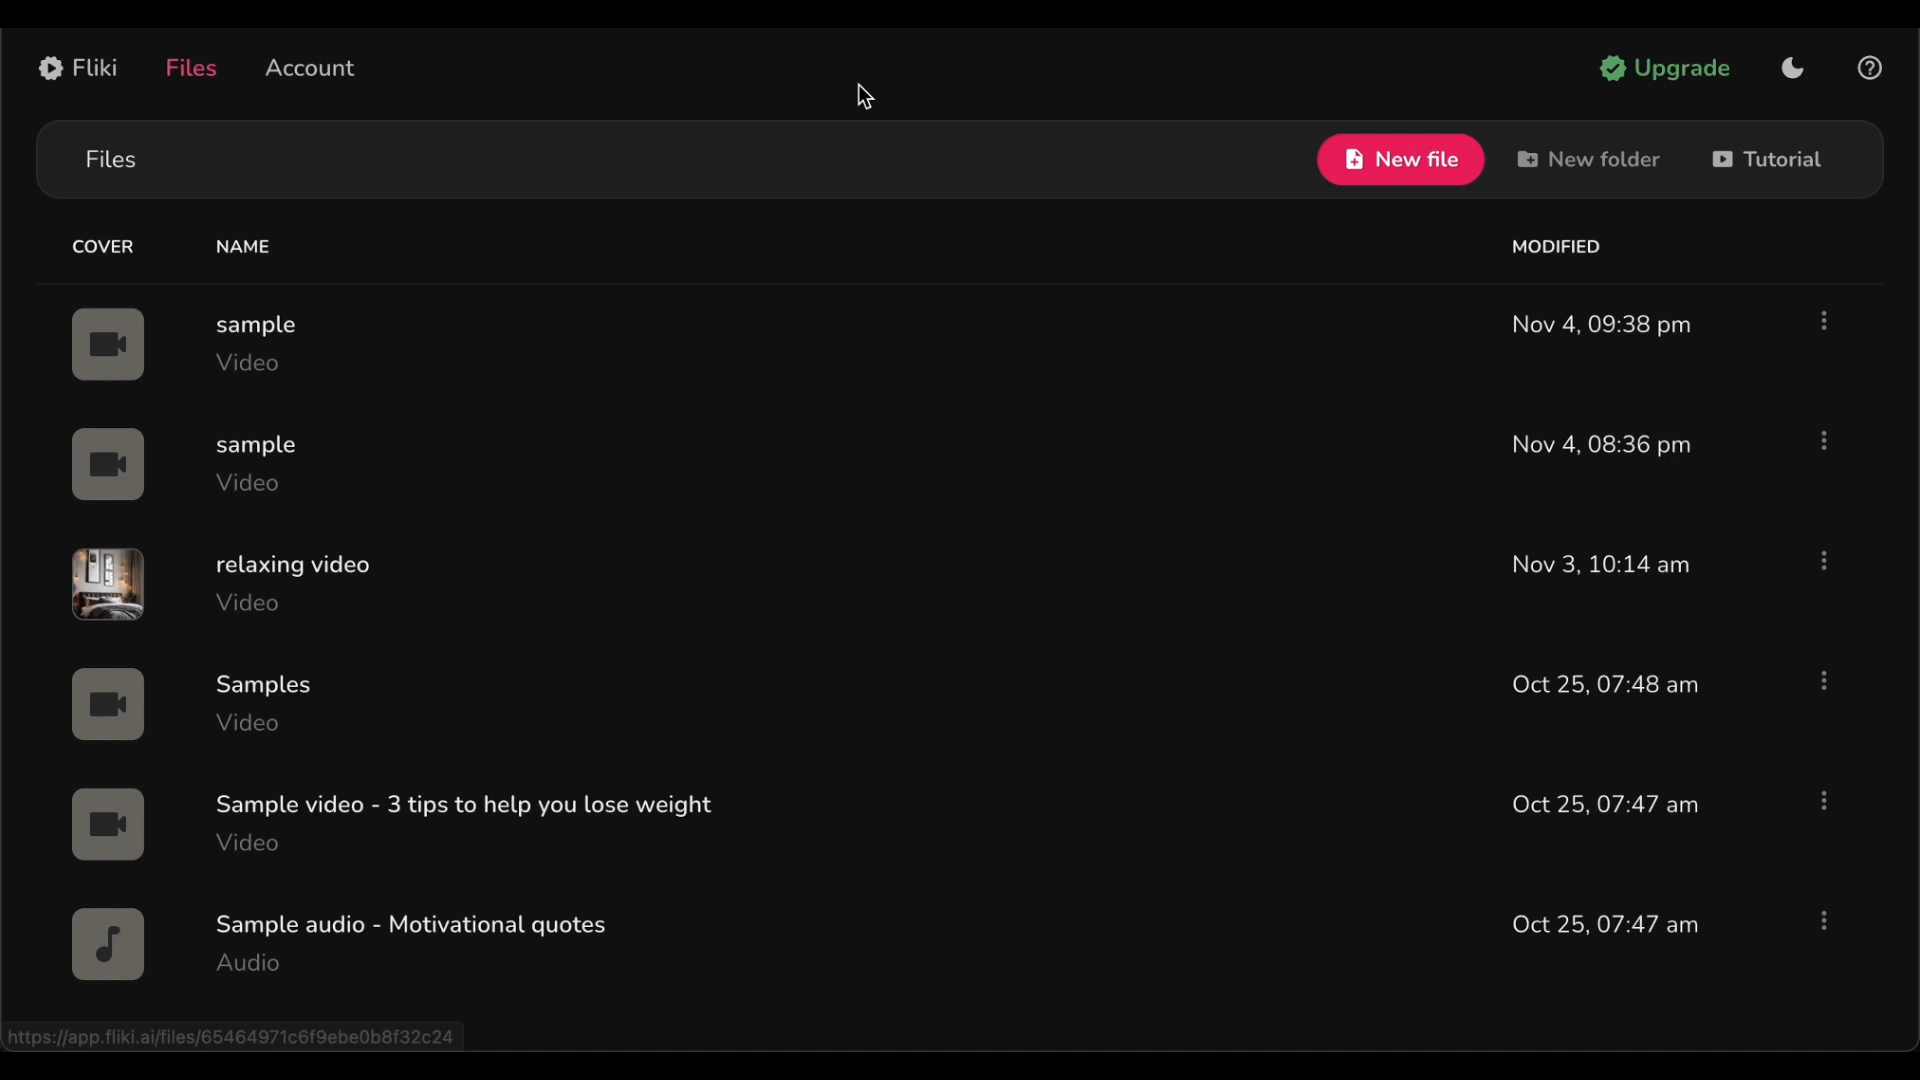 Fliki Files Account Upgrade
Files New file New folder Tutorial
COVER NAME MODIFIED
sample Nov 4, 09:38 pm
Video
sample Nov 4, 08:36 pm
Video
relaxing video Nov 3, 10:14 am
Video
Samples Oct 25, 07:48 am
Video
Sample video - 3 tips to help you lose weight Oct 25, 07:47 am
Video
Sample audio - Motivational quotes Oct 25, 07:47 am
Audio
https://app.fliki.ai/files/65464971c6f9ebe0b8f32c24